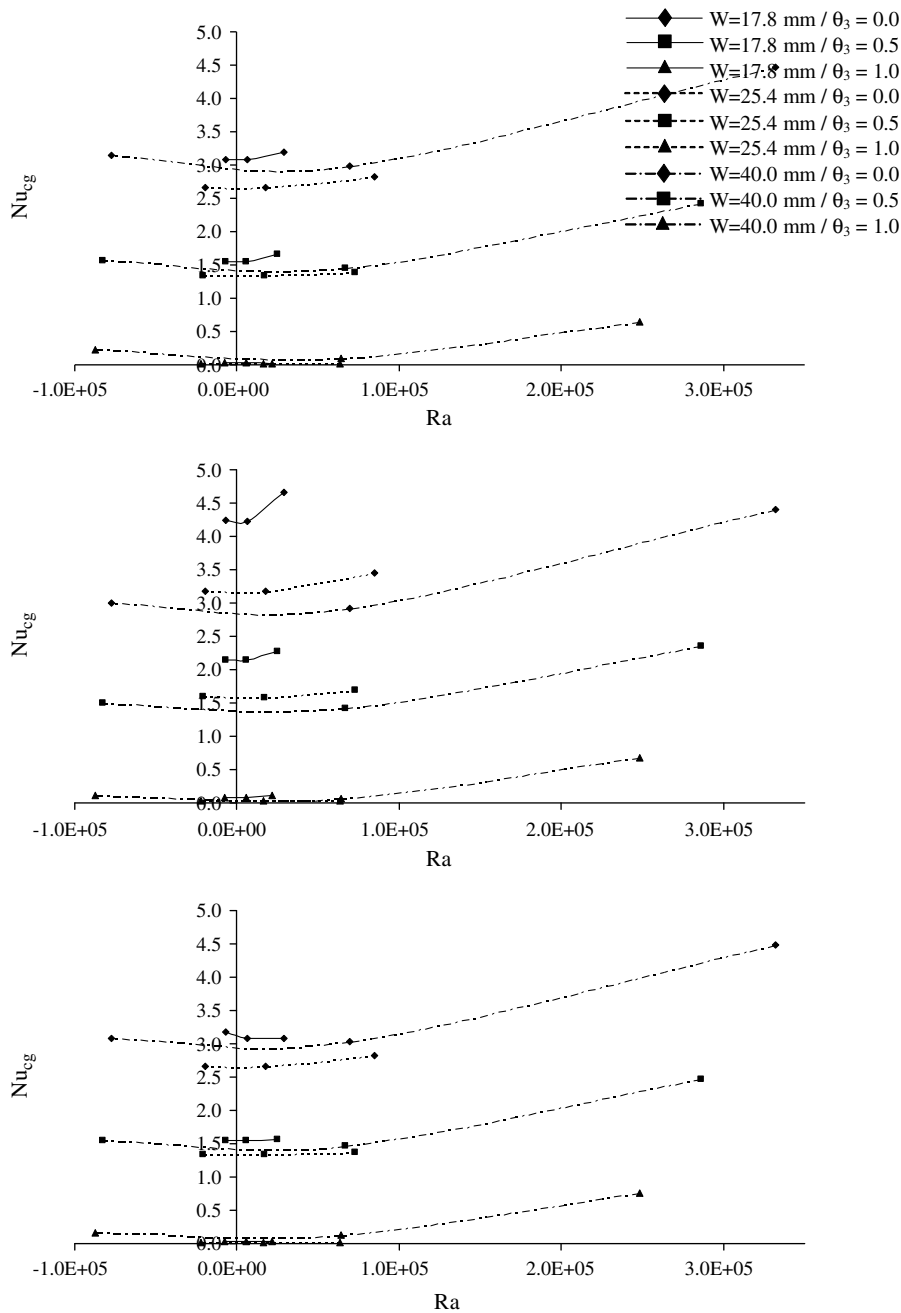 W=17.8 mm / θ3 = 0.0
W=17.8 mm / θ3 = 0.5
W=17.8 mm / θ3 = 1.0
W=25.4 mm / θ3 = 0.0
W=25.4 mm / θ3 = 0.5
W=25.4 mm / θ3 = 1.0
W=40.0 mm / θ3 = 0.0
W=40.0 mm / θ3 = 0.5
W=40.0 mm / θ3 = 1.0
5.0
4.5
4.0
3.5
3.0
2.5
2.0
1.5
1.0
0.5
0.0
Nucg
-1.0E+05 0.0E+00 1.0E+05 2.0E+05 3.0E+05
Ra
5.0
4.5
4.0
3.5
3.0
2.5
2.0
1.5
1.0
0.5
0.0
Nucg
-1.0E+05 0.0E+00 1.0E+05 2.0E+05 3.0E+05
Ra
5.0
4.5
4.0
3.5
3.0
2.5
2.0
1.5
1.0
0.5
0.0
Nucg
-1.0E+05 0.0E+00 1.0E+05 2.0E+05 3.0E+05
Ra